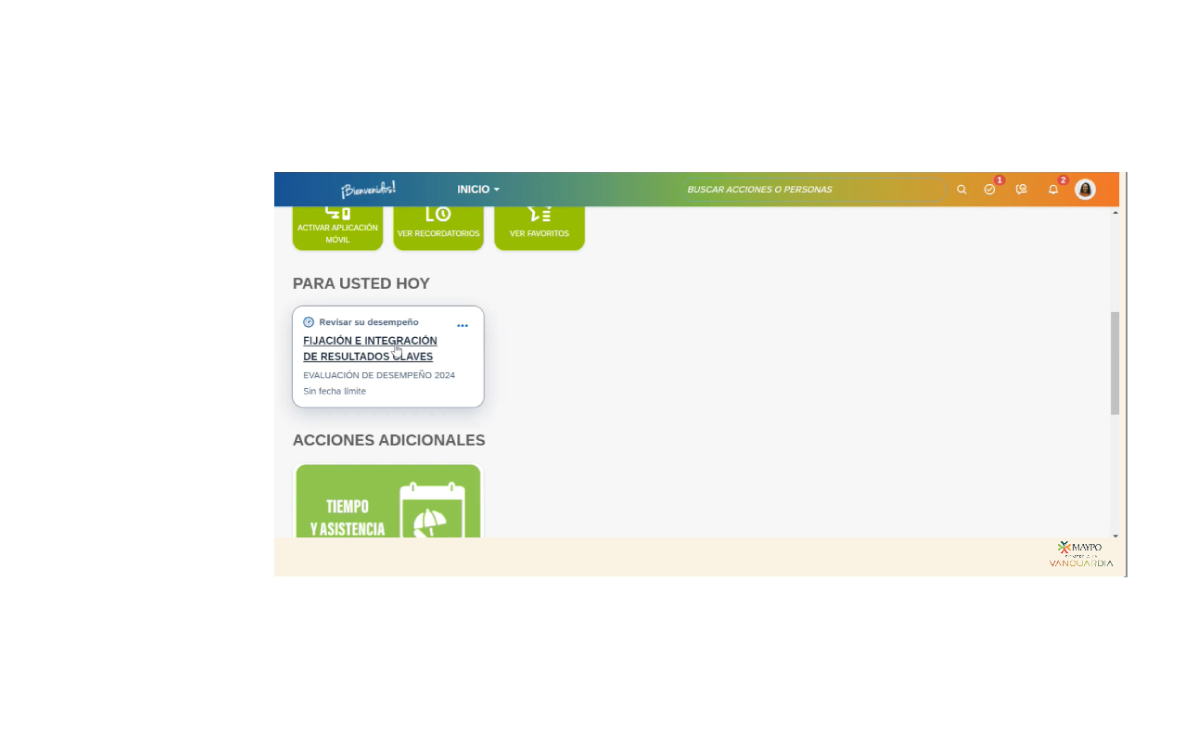 ¡Bienvenidos!
INICIO
BUSCAR ACCIONES O PERSONAS
1
2
ACTIVAR APLICACIÓN
MÓVIL
VER RECORDATORIOS
VER FAVORITOS
PARA USTED HOY
Revisar su desempeño
...
FIJACIÓN E INTEGRACIÓN
DE RESULTADOS CLAVES
EVALUACIÓN DE DESEMPEÑO 2024
Sin fecha límite
ACCIONES ADICIONALES
TIEMPO
Y ASISTENCIA
MAYPO
VANGUARDIA